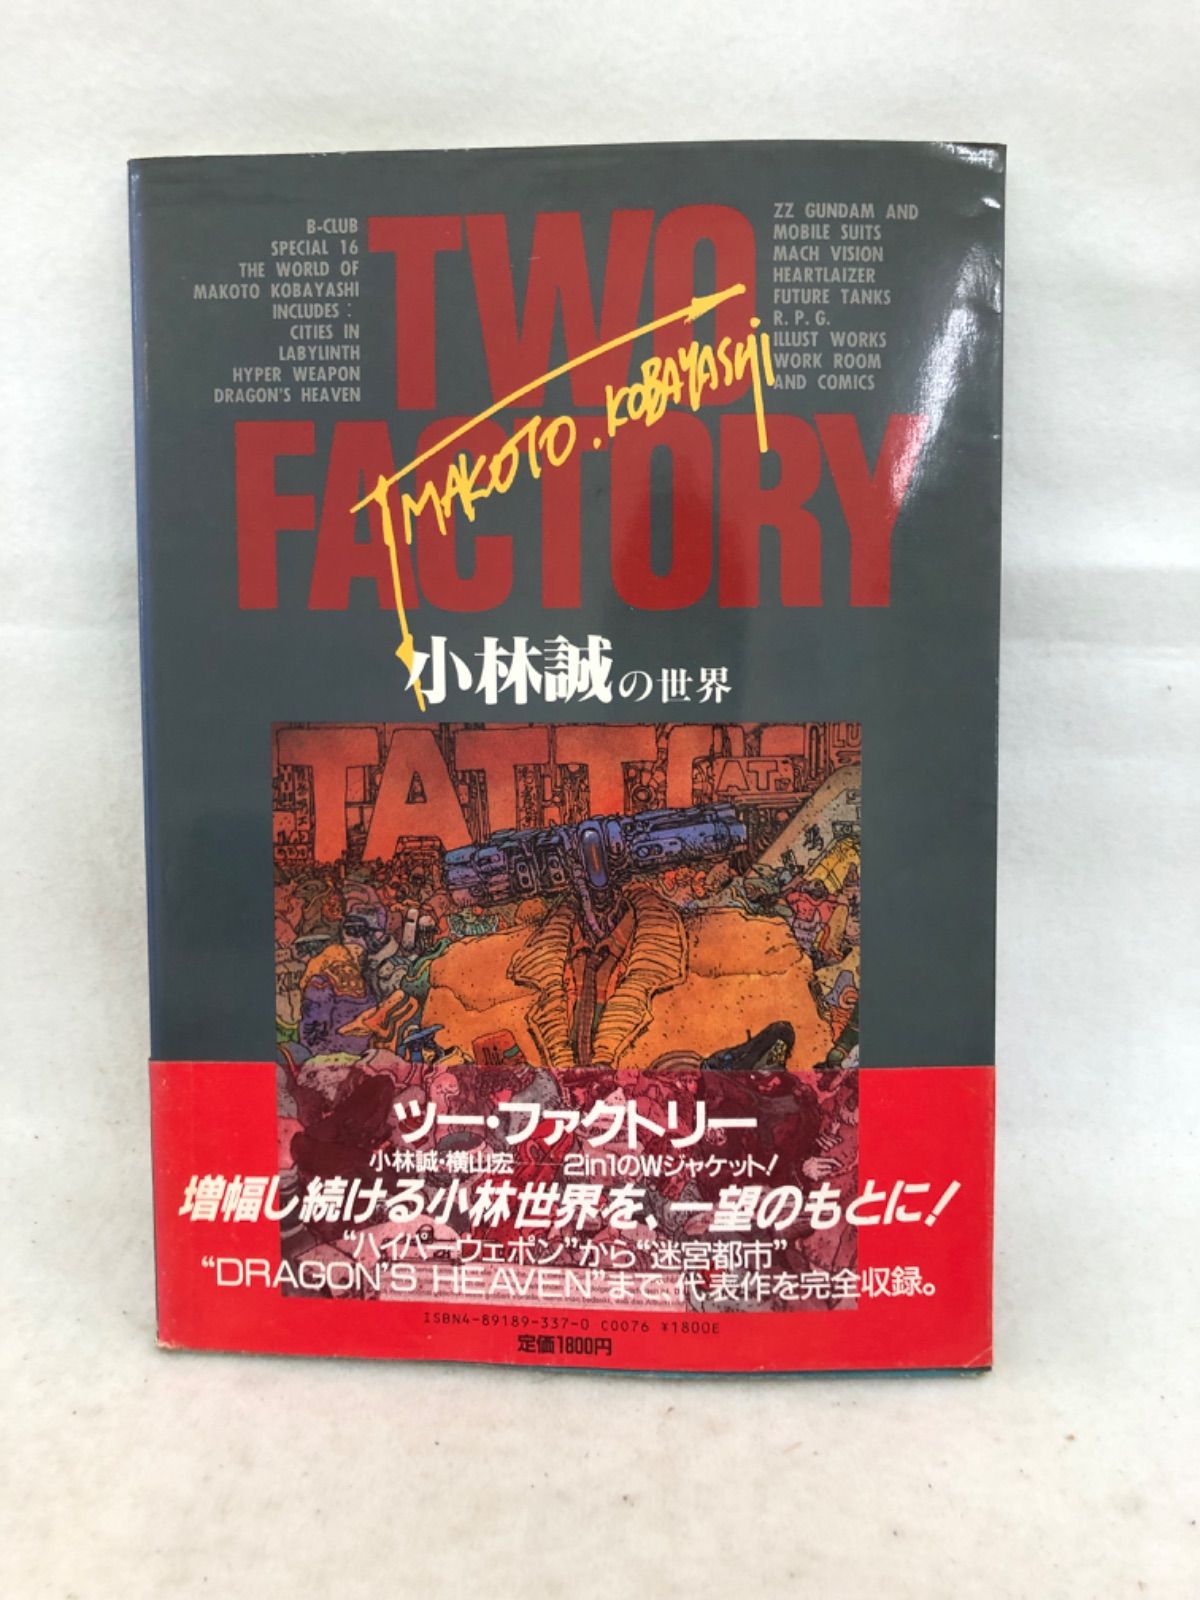 B-CLUB
SPECIAL 16
THE WORLD OF
MAKOTO KOBAYASHI
INCLUDES :
CITIES IN
LABYLINTH
HYPER WEAPON
DRAGON'S HEAVEN
TWO
FACTORY
ZZ GUNDAM AND
MOBILE SUITS
MACH VISION
HEARTLAIZER
FUTURE TANKS
R. P. G.
ILLUST WORKS
WORK ROOM
AND COMICS
MAKOTO. KOBAYASHI
小林誠の世界
TATTO
AT
ツー・ファクトリー
小林誠・横山宏——2in1のWジャケット!
増幅し続ける小林世界を、一望のもとに!
“ハイパーウェポン”から“迷宮都市”
“DRAGON'S HEAVEN”まで、代表作を完全収録。
ISBN4-89189-337-0 C0076 ¥1800E
定価1800円